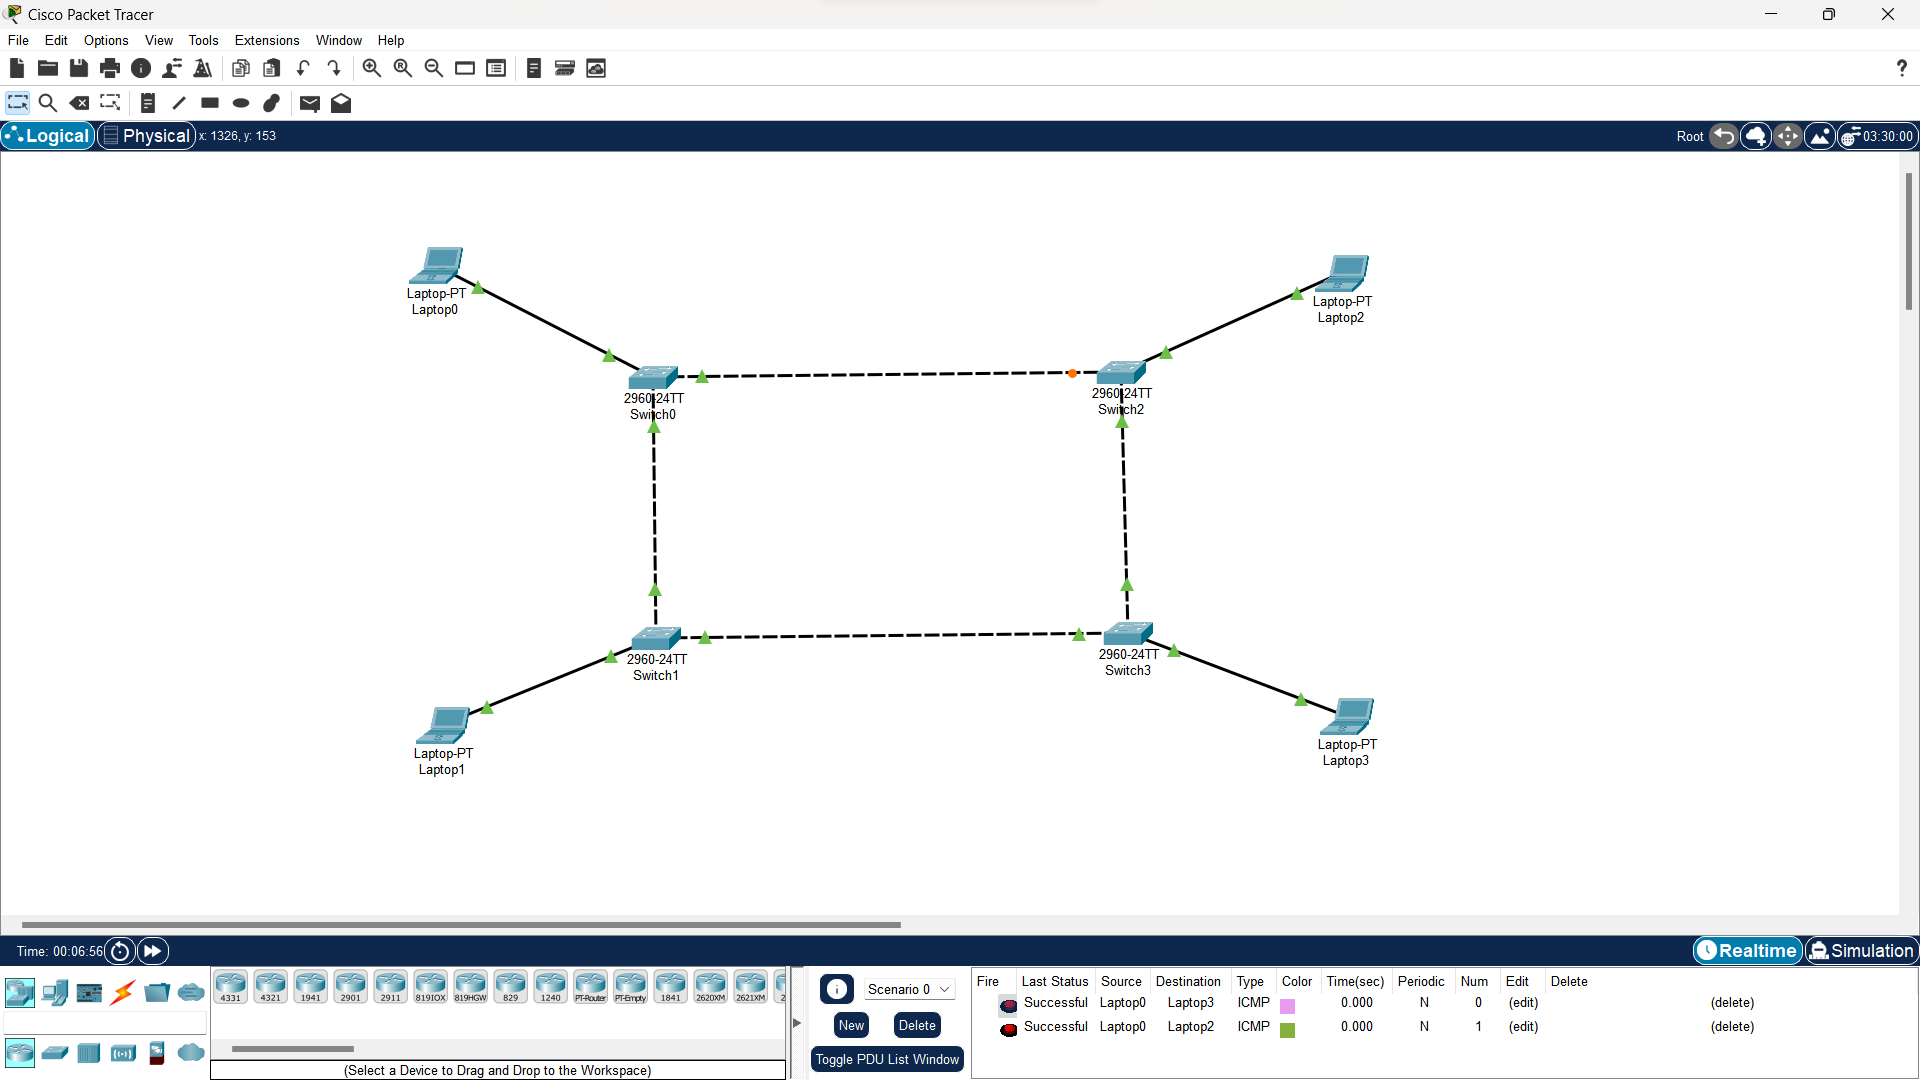 Cisco Packet Tracer
File Edit Options View Tools Extensions Window Help
?
Logical Physical x: 1326, y: 153 Root 03:30:00
Laptop-PT
Laptop0
Laptop-PT
Laptop2
2960-24TT
Switch0
2960-24TT
Switch2
2960-24TT
Switch1
2960-24TT
Switch3
Laptop-PT
Laptop1
Laptop-PT
Laptop3
Time: 00:06:56 Realtime Simulation
4331 4321 1941 2901 2911 819IOX 819HGW 829 1240 PT-Router PT-Empty 1841 2620XM 2621XM 2
(Select a Device to Drag and Drop to the Workspace)
Scenario 0
New Delete
Toggle PDU List Window
Fire Last Status Source Destination Type Color Time(sec) Periodic Num Edit Delete
Successful Laptop0 Laptop3 ICMP 0.000 N 0 (edit) (delete)
Successful Laptop0 Laptop2 ICMP 0.000 N 1 (edit) (delete)